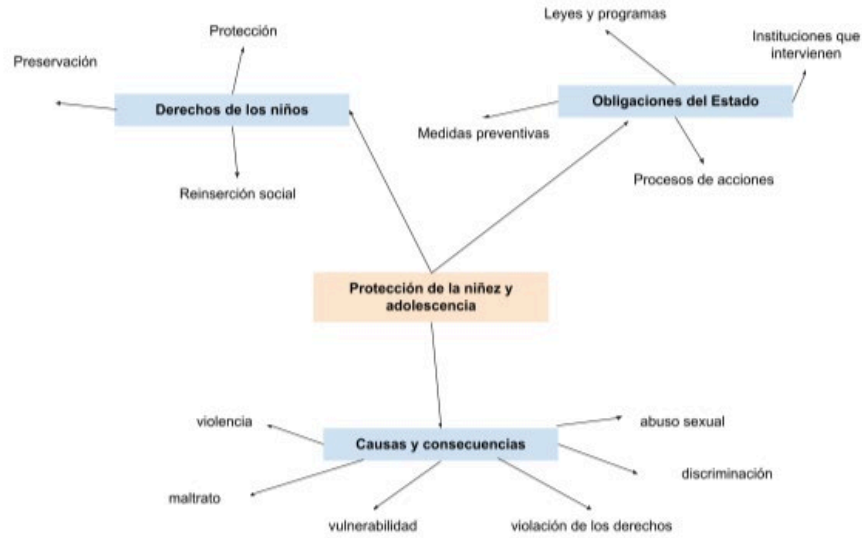 Leyes y programas
Protección
Instituciones que
intervienen
Preservación
Derechos de los niños
Obligaciones del Estado
Medidas preventivas
Reinserción social
Procesos de acciones
Protección de la niñez y
adolescencia
violencia
abuso sexual
Causas y consecuencias
discriminación
maltrato
vulnerabilidad
violación de los derechos